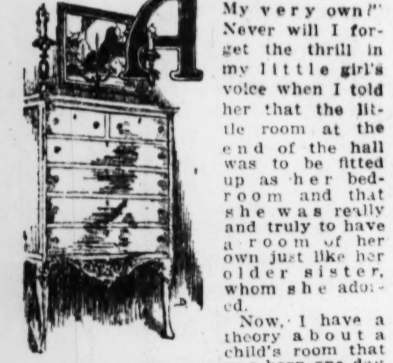 A
My very own?"
Never will I for-
get the thrill in
my little girl's
voice when I told
her that the lit-
tle room at the
end of the hall
was to be fitted
up as her bed-
room and that
she was really
and truly to have
a room of her
own just like her
older sister,
whom she ador-
ed.
Now, I have a
theory about a
child's room that